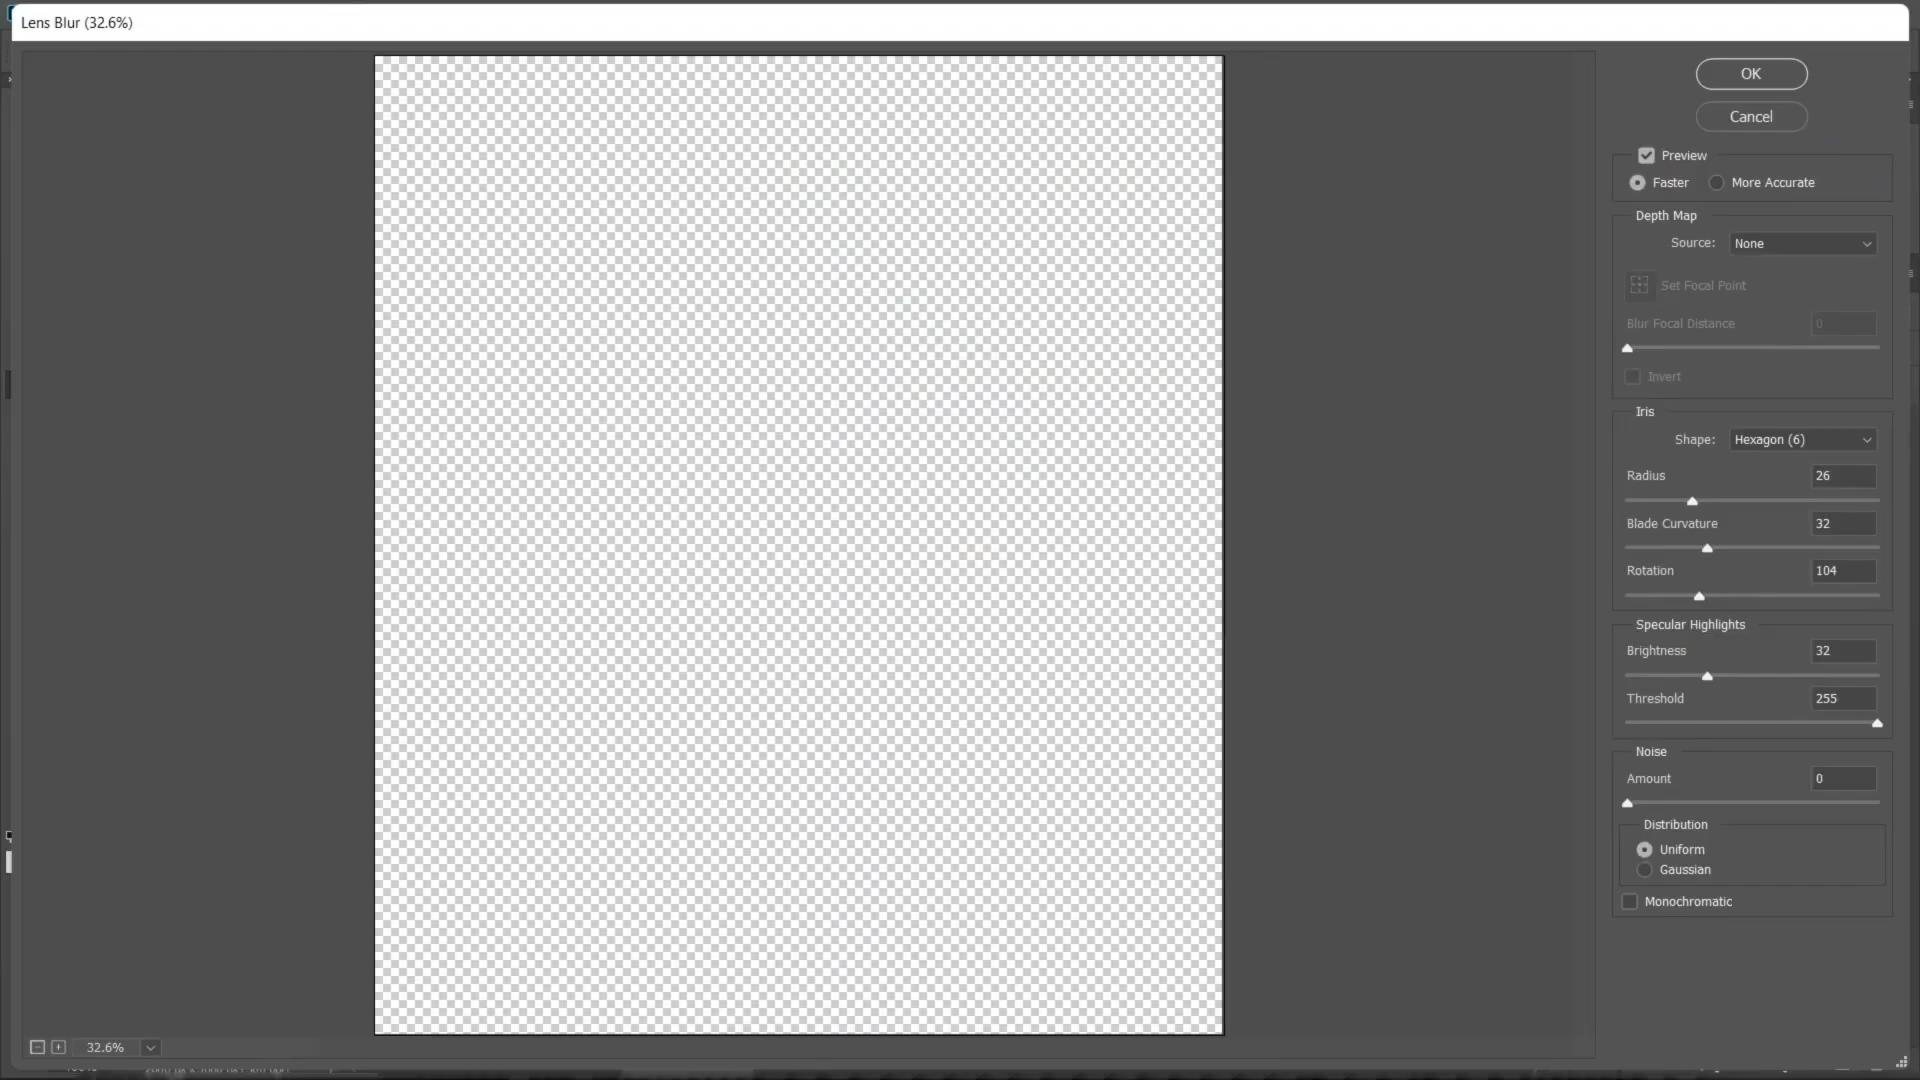 Lens Blur (32.6%)
OK
Cancel
Preview
Faster More Accurate
Depth Map
Source: None
Set Focal Point
Blur Focal Distance 0
Invert
Iris
Shape: Hexagon (6)
Radius 26
Blade Curvature 32
Rotation 104
Specular Highlights
Brightness 32
Threshold 255
Noise
Amount 0
Distribution
Uniform
Gaussian
Monochromatic
32.6%